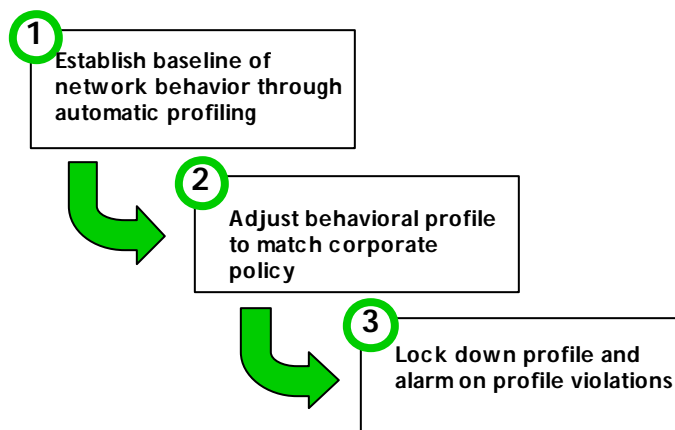 1
Establish baseline of
network behavior through
automatic profiling
2
Adjust behavioral profile
to match corporate
policy
3
Lock down profile and
alarm on profile violations